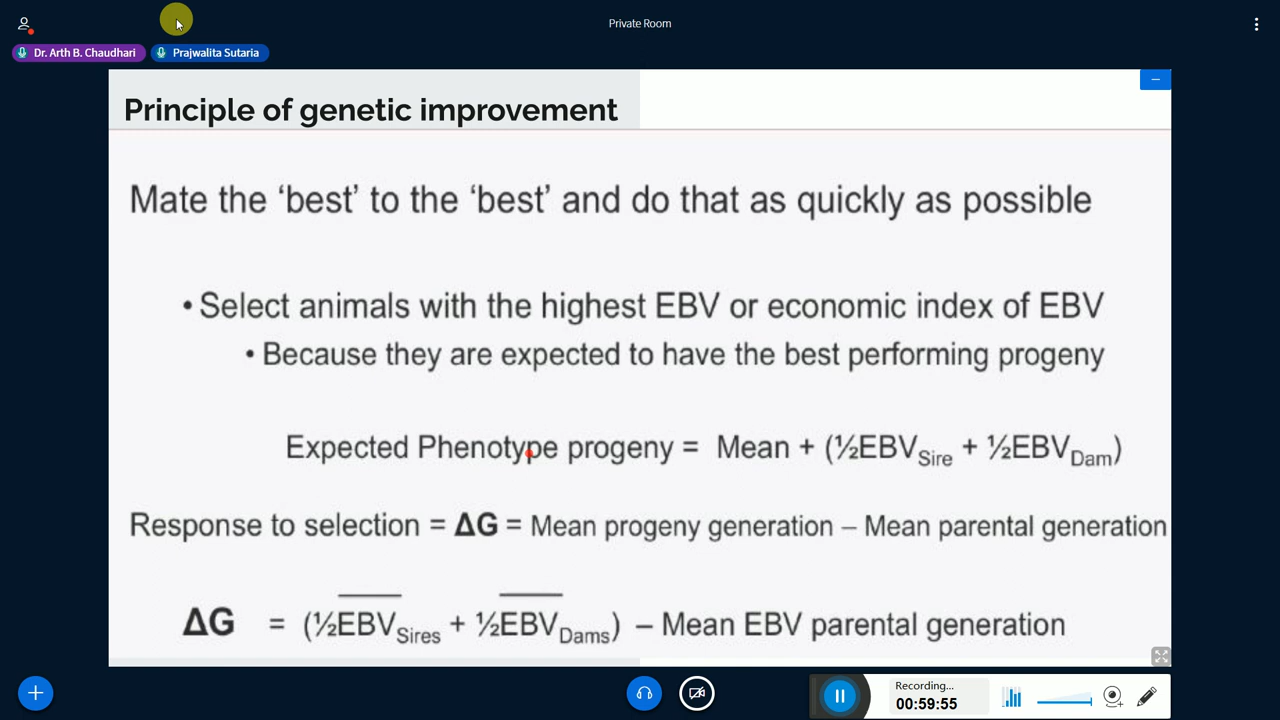 Private Room
Dr. Arth B. Chaudhari Prajwalita Sutaria
Principle of genetic improvement
Mate the ‘best’ to the ‘best’ and do that as quickly as possible
• Select animals with the highest EBV or economic index of EBV
• Because they are expected to have the best performing progeny
Expected Phenotype progeny = Mean + (½EBVSire + ½EBVDam)
Response to selection = ΔG = Mean progeny generation – Mean parental generation
ΔG = (½EBVSires + ½EBVDams) – Mean EBV parental generation
Recording...
00:59:55